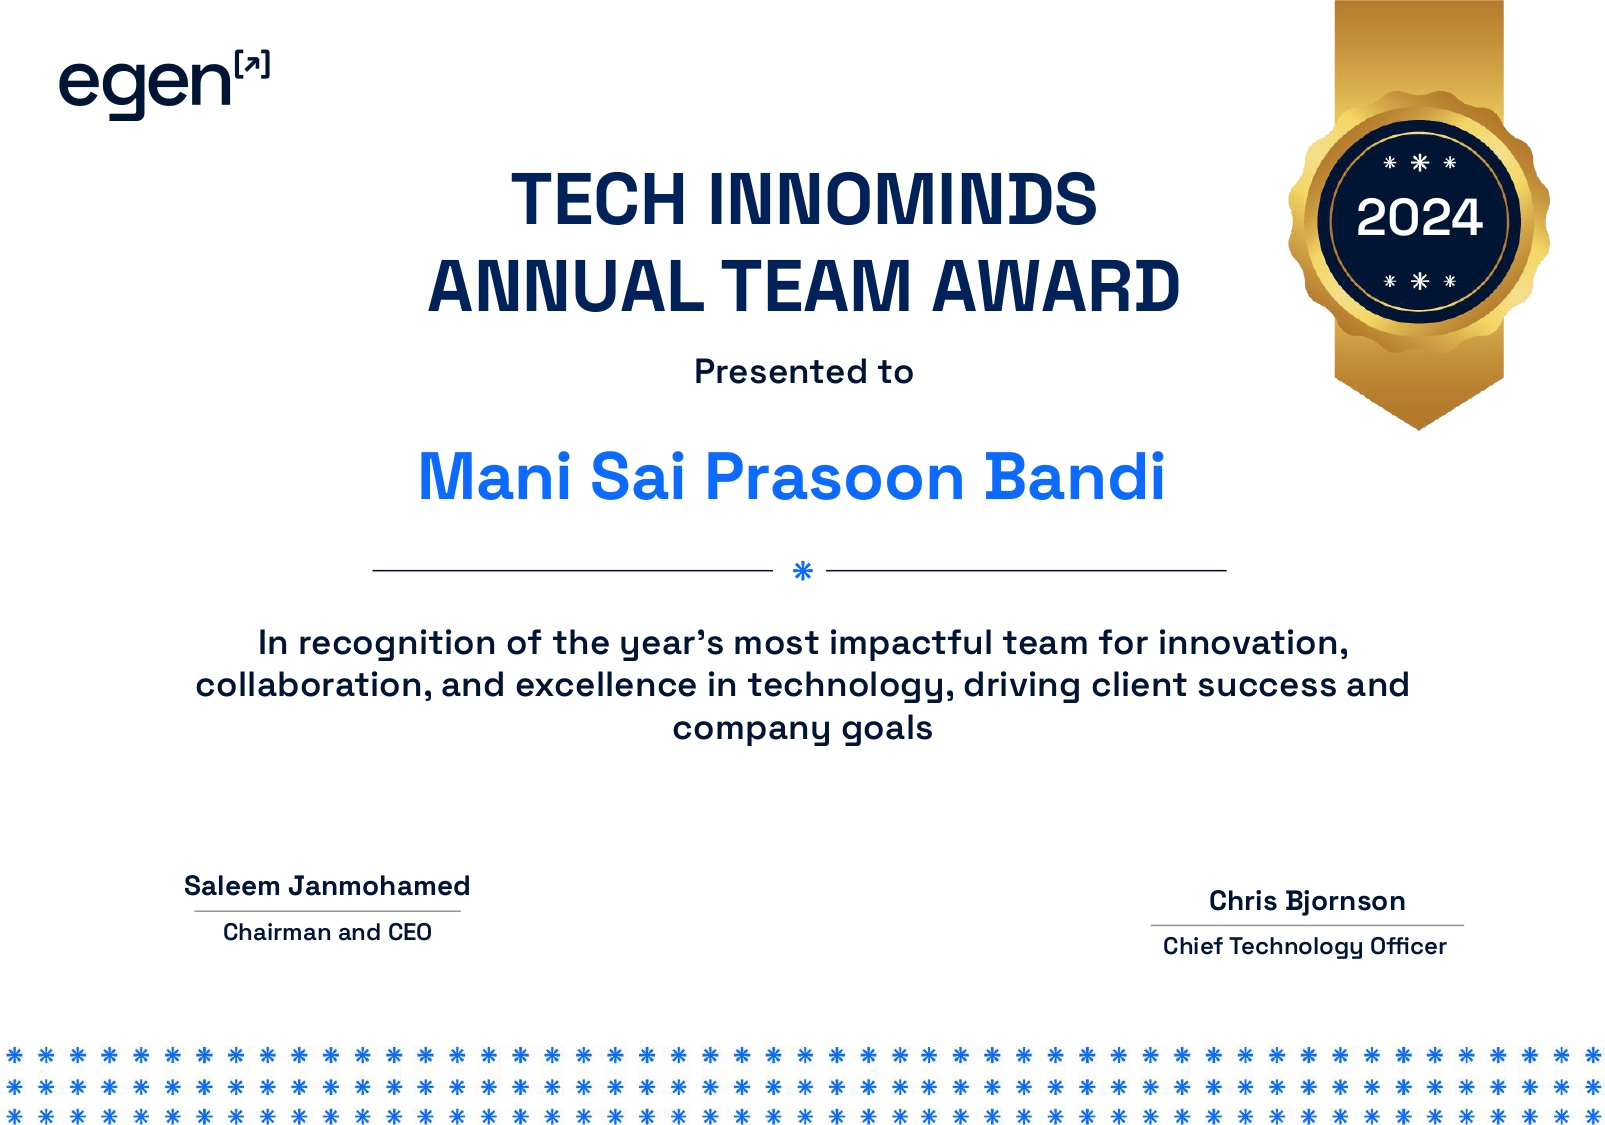 egen
TECH INNOMINDS
ANNUAL TEAM AWARD
2024
Presented to
Mani Sai Prasoon Bandi
In recognition of the year’s most impactful team for innovation,
collaboration, and excellence in technology, driving client success and
company goals
Saleem Janmohamed
Chairman and CEO
Chris Bjornson
Chief Technology Officer